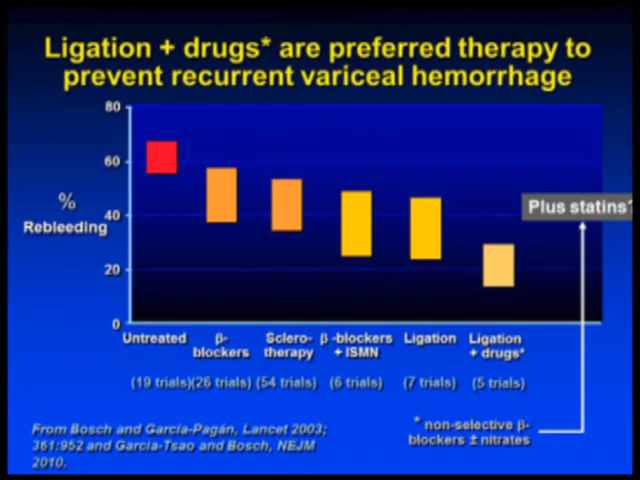 Ligation + drugs* are preferred therapy to
prevent recurrent variceal hemorrhage
80
60
40
20
0
%
Rebleeding
Plus statins?
Untreated
β-
blockers
Sclero-
therapy
β -blockers
+ ISMN
Ligation
Ligation
+ drugs*
(19 trials)(26 trials) (54 trials) (6 trials) (7 trials) (5 trials)
* non-selective β-
blockers ± nitrates
From Bosch and García-Pagán, Lancet 2003;
361:952 and García-Tsao and Bosch, NEJM
2010.